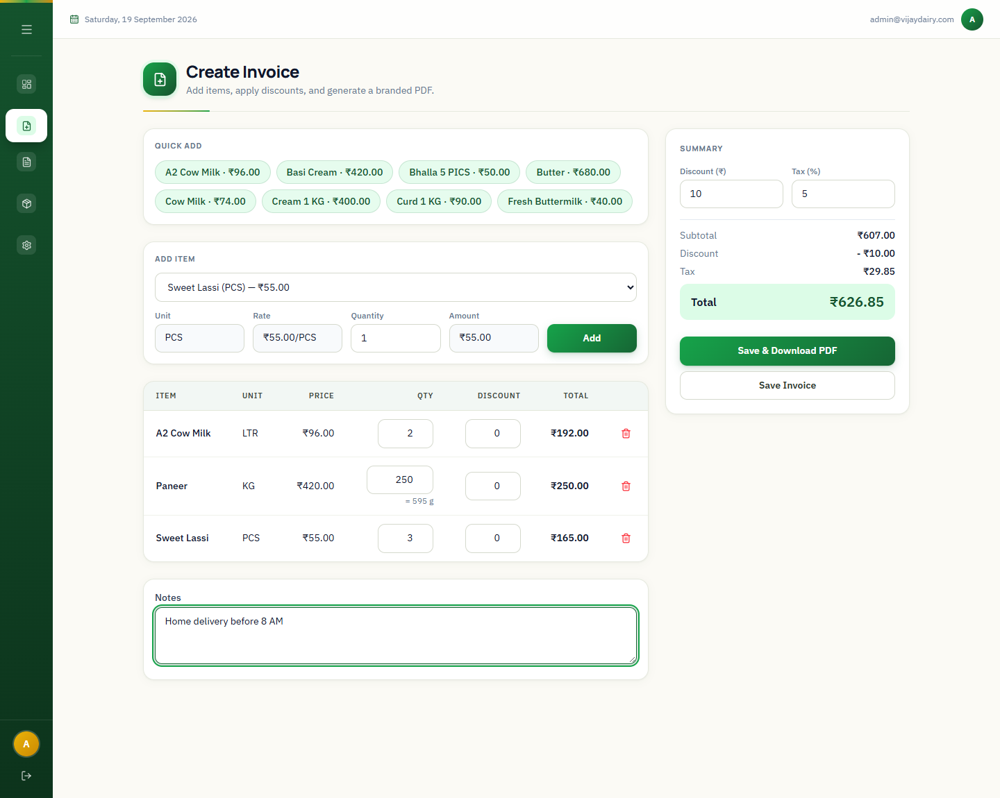 Saturday, 19 September 2026
admin@vijaydairy.com
A
Create Invoice
Add items, apply discounts, and generate a branded PDF.
QUICK ADD
A2 Cow Milk · ₹96.00
Basi Cream · ₹420.00
Bhalla 5 PICS · ₹50.00
Butter · ₹680.00
Cow Milk · ₹74.00
Cream 1 KG · ₹400.00
Curd 1 KG · ₹90.00
Fresh Buttermilk · ₹40.00
ADD ITEM
Sweet Lassi (PCS) — ₹55.00
Unit Rate Quantity Amount
PCS ₹55.00/PCS 1 ₹55.00 Add
ITEM UNIT PRICE QTY DISCOUNT TOTAL
A2 Cow Milk LTR ₹96.00 2 0 ₹192.00
Paneer KG ₹420.00 250 0 ₹250.00
= 595 g
Sweet Lassi PCS ₹55.00 3 0 ₹165.00
Notes
Home delivery before 8 AM
SUMMARY
Discount (₹) Tax (%)
10 5
Subtotal ₹607.00
Discount - ₹10.00
Tax ₹29.85
Total ₹626.85
Save & Download PDF
Save Invoice
A